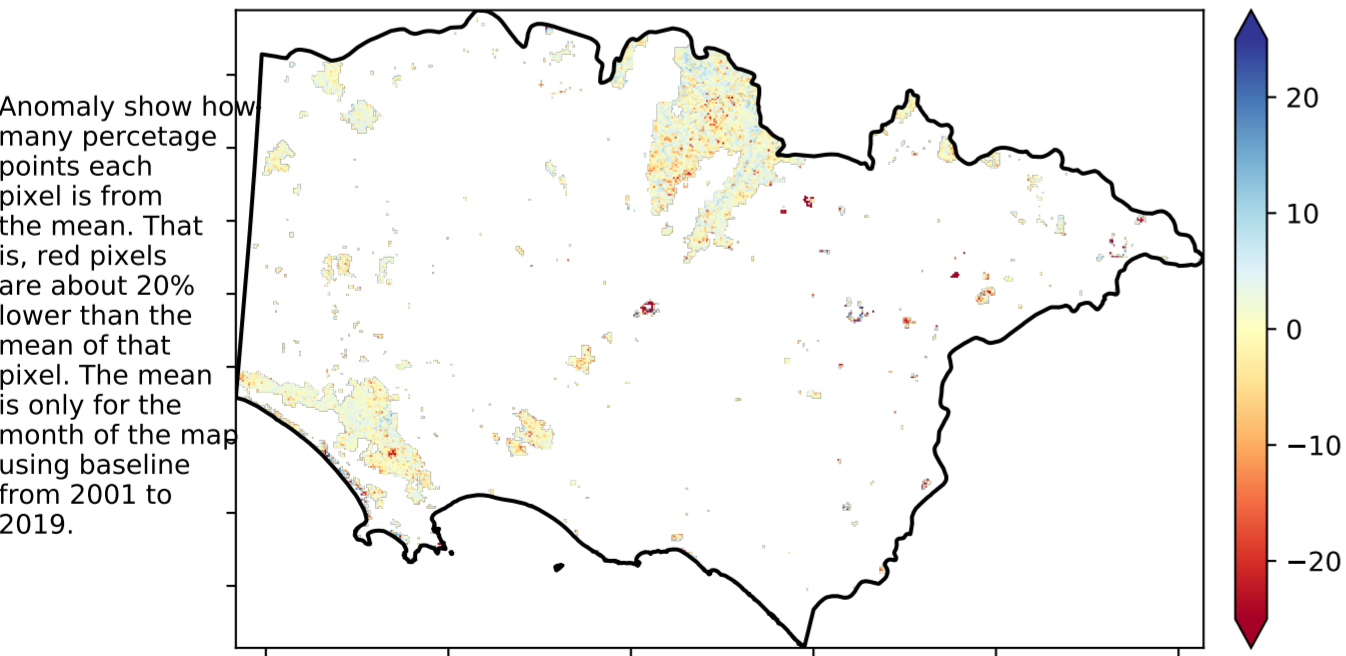 Anomaly show how
many percetage
points each
pixel is from
the mean. That
is, red pixels
are about 20%
lower than the
mean of that
pixel. The mean
is only for the
month of the map
using baseline
from 2001 to
2019.
20
10
0
−10
−20